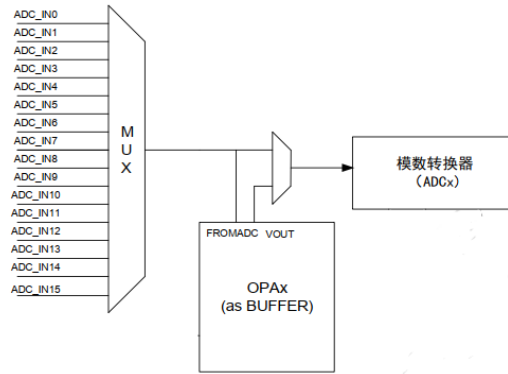 ADC_IN0
ADC_IN1
ADC_IN2
ADC_IN3
ADC_IN4
ADC_IN5
ADC_IN6
ADC_IN7
ADC_IN8
ADC_IN9
ADC_IN10
ADC_IN11
ADC_IN12
ADC_IN13
ADC_IN14
ADC_IN15
M
U
X
模数转换器
（ADCx）
FROMADC VOUT
OPAx
(as BUFFER)